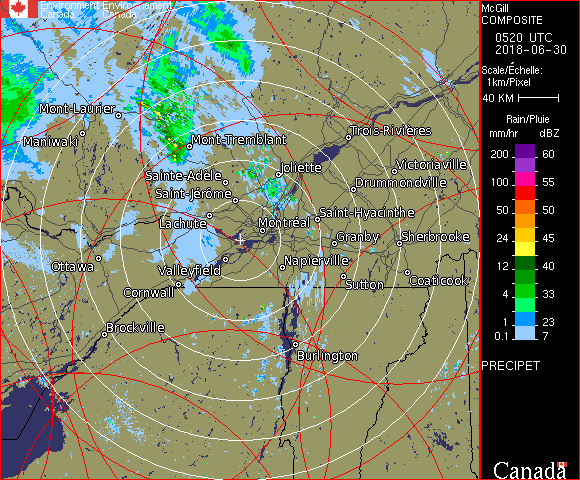 Environment Environnement
Canada Canada
Mont-Laurier
Maniwaki
Mont-Tremblant
Trois-Rivières
Sainte-Adèle
Joliette
Victoriaville
Saint-Jérôme
Drummondville
Lachute
Montréal
Saint-Hyacinthe
Granby
Sherbrooke
Ottawa
Valleyfield
Napierville
Cornwall
Sutton
Coaticook
Brockville
Burlington
McGill
COMPOSITE
0520 UTC
2018-06-30
Scale/Échelle:
1km/Pixel
40 KM
Rain/Pluie
mm/hr dBZ
200 60
150 57
100 55
50 50
24 45
12 40
4 33
1 23
0.1 7
PRECIPET
Canada